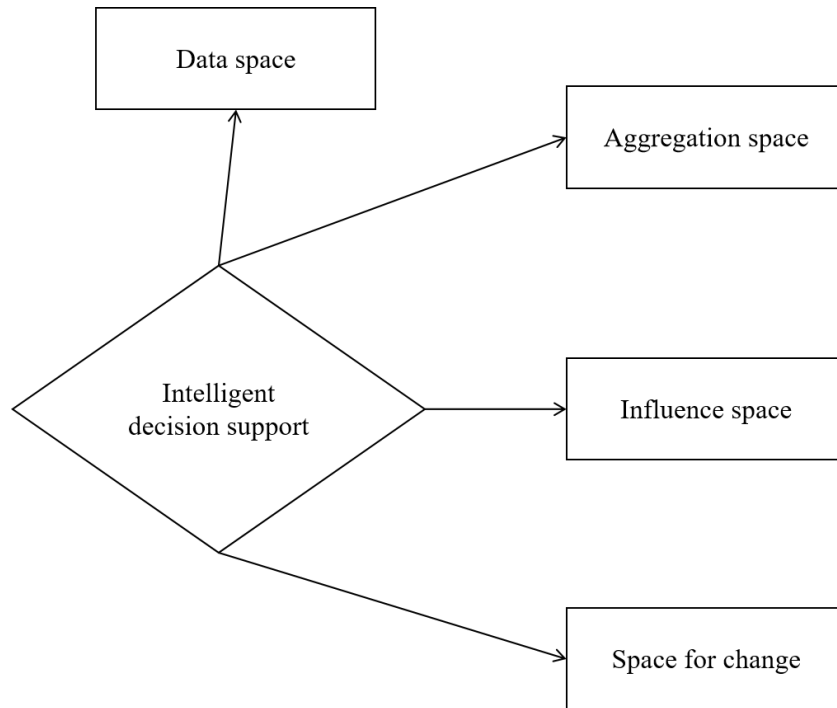 Data space
Aggregation space
Intelligent
decision support
Influence space
Space for change